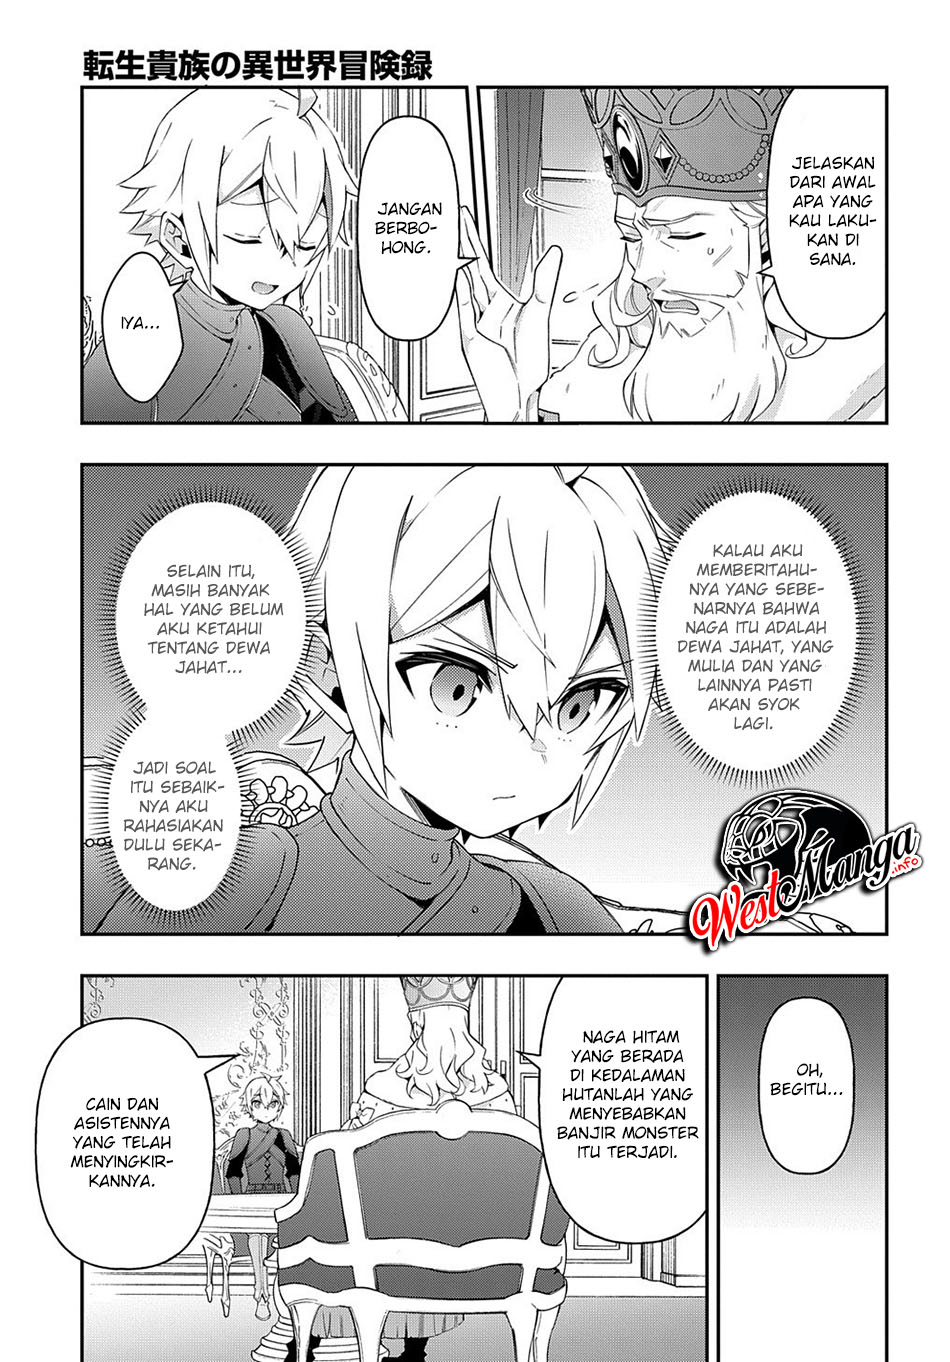 転生貴族の異世界冒険録
JELASKAN
DARI AWAL
APA YANG
KAU LAKU-
KAN DI
SANA.
JANGAN
BERBO-
HONG.
IYA...
KALAU AKU
MEMBERITAHU-
NYA YANG SEBE-
NARNYA BAHWA
NAGA ITU ADALAH
DEWA JAHAT, YANG
MULIA DAN YANG
LAINNYA PASTI
AKAN SYOK
LAGI.
SELAIN ITU,
MASIH BANYAK
HAL YANG BELUM
AKU KETAHUI
TENTANG DEWA
JAHAT...
JADI SOAL
ITU SEBAIK-
NYA AKU
RAHASIAKAN
DULU SEKA-
RANG.
WestManga
.info
OH,
BEGITU...
NAGA HITAM
YANG BERADA
DI KEDALAMAN
HUTANLAH YANG
MENYEBABKAN
BANJIR MONSTER
ITU TERJADI.
CAIN DAN
ASISTENNYA
YANG TELAH
MENYINGKIR-
KANNYA.